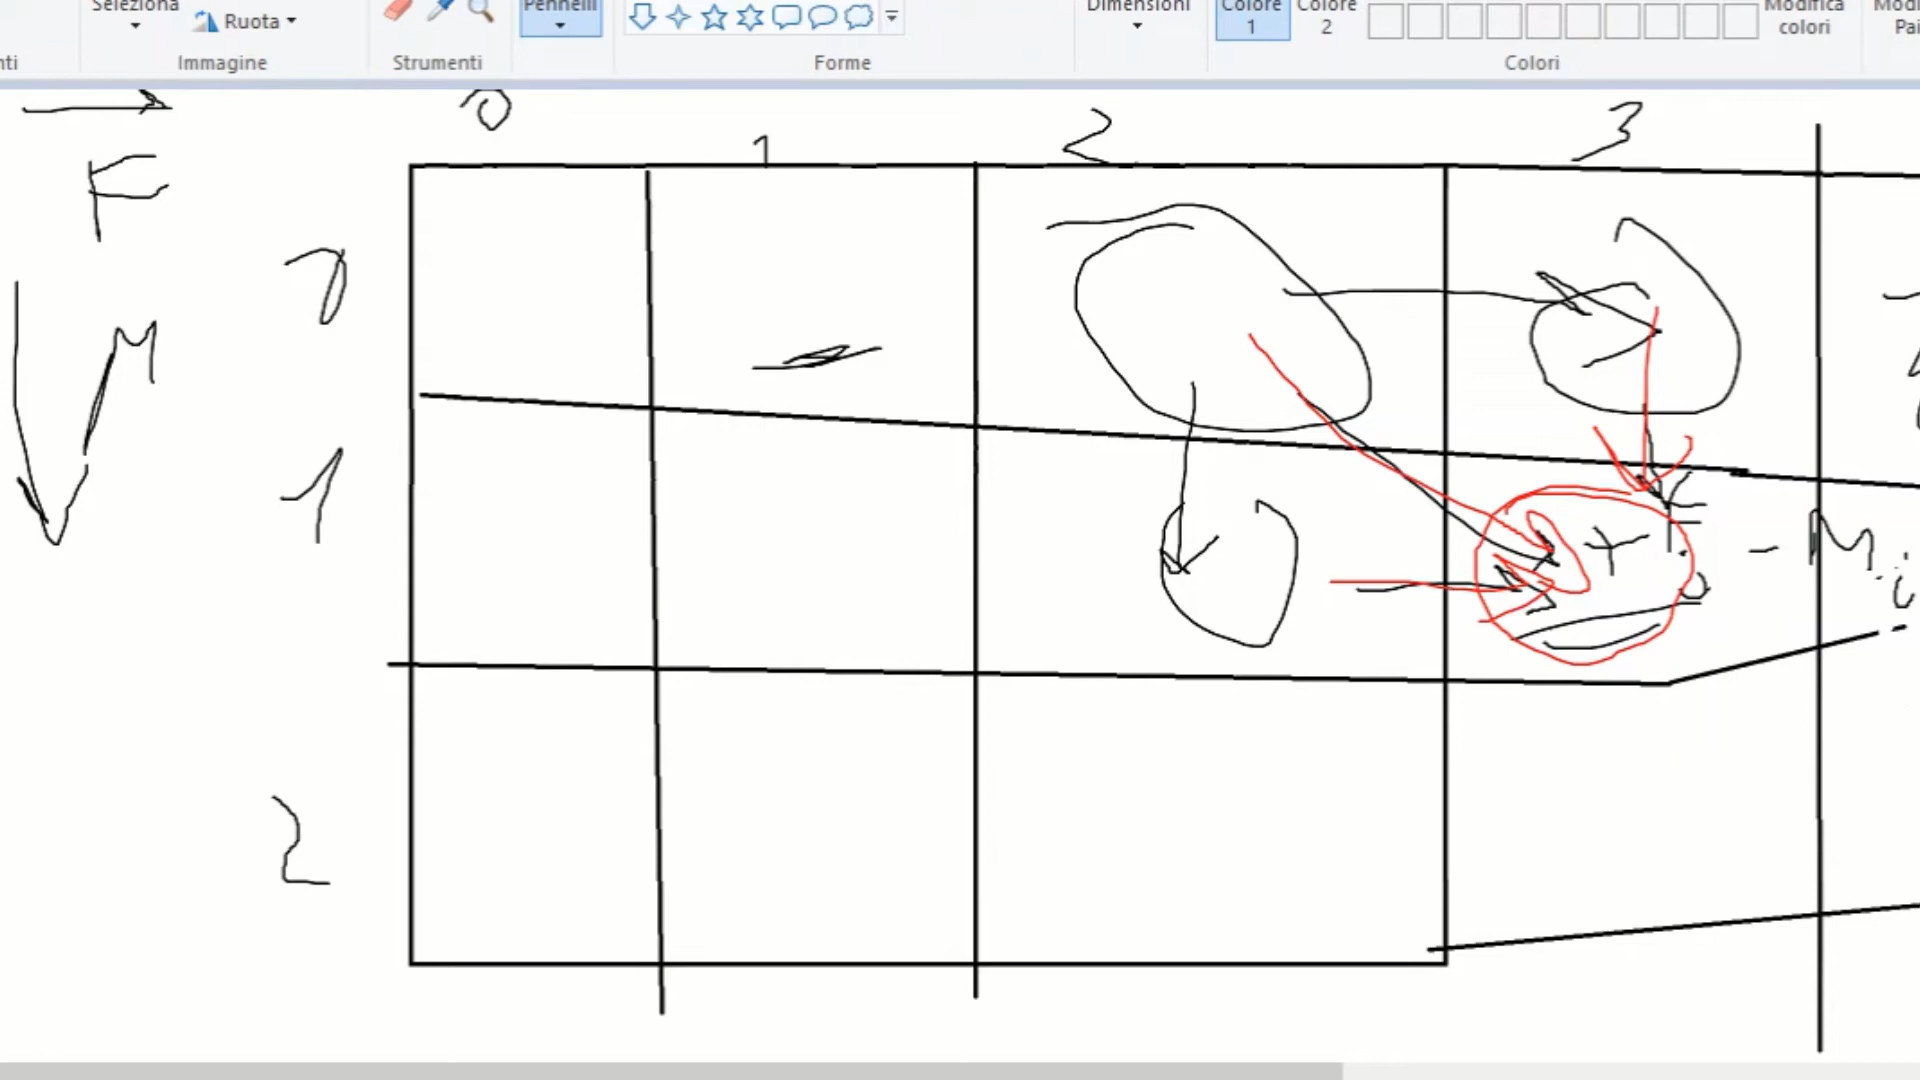 Seleziona
Ruota
Pennelli
Dimensioni
Colore 1
Colore 2
Modifica colori
nti
Immagine
Strumenti
Forme
Colori
0
1
2
3
F
0
M
1
2